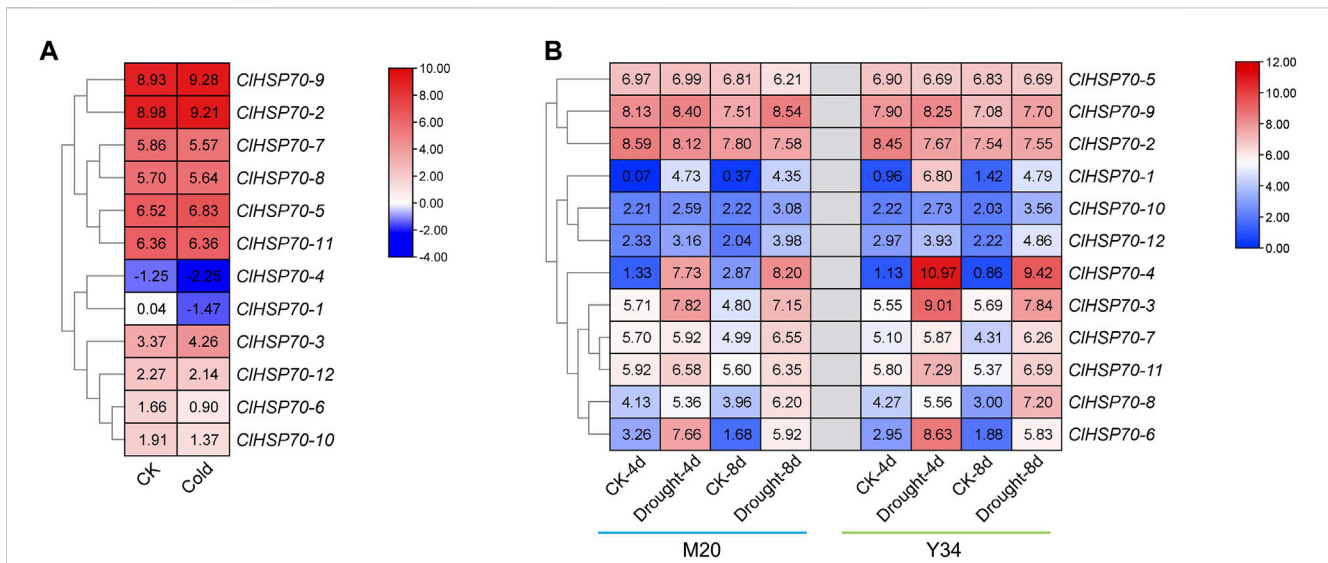 A
8.93 9.28 ClHSP70-9
8.98 9.21 ClHSP70-2
5.86 5.57 ClHSP70-7
5.70 5.64 ClHSP70-8
6.52 6.83 ClHSP70-5
6.36 6.36 ClHSP70-11
-1.25 -2.25 ClHSP70-4
0.04 -1.47 ClHSP70-1
3.37 4.26 ClHSP70-3
2.27 2.14 ClHSP70-12
1.66 0.90 ClHSP70-6
1.91 1.37 ClHSP70-10
CK Cold
10.00
8.00
6.00
4.00
2.00
0.00
-2.00
-4.00
B
6.97 6.99 6.81 6.21 6.90 6.69 6.83 6.69 ClHSP70-5
8.13 8.40 7.51 8.54 7.90 8.25 7.08 7.70 ClHSP70-9
8.59 8.12 7.80 7.58 8.45 7.67 7.54 7.55 ClHSP70-2
0.07 4.73 0.37 4.35 0.96 6.80 1.42 4.79 ClHSP70-1
2.21 2.59 2.22 3.08 2.22 2.73 2.03 3.56 ClHSP70-10
2.33 3.16 2.04 3.98 2.97 3.93 2.22 4.86 ClHSP70-12
1.33 7.73 2.87 8.20 1.13 10.97 0.86 9.42 ClHSP70-4
5.71 7.82 4.80 7.15 5.55 9.01 5.69 7.84 ClHSP70-3
5.70 5.92 4.99 6.55 5.10 5.87 4.31 6.26 ClHSP70-7
5.92 6.58 5.60 6.35 5.80 7.29 5.37 6.59 ClHSP70-11
4.13 5.36 3.96 6.20 4.27 5.56 3.00 7.20 ClHSP70-8
3.26 7.66 1.68 5.92 2.95 8.63 1.88 5.83 ClHSP70-6
CK-4d Drought-4d CK-8d Drought-8d CK-4d Drought-4d CK-8d Drought-8d
M20 Y34
12.00
10.00
8.00
6.00
4.00
2.00
0.00